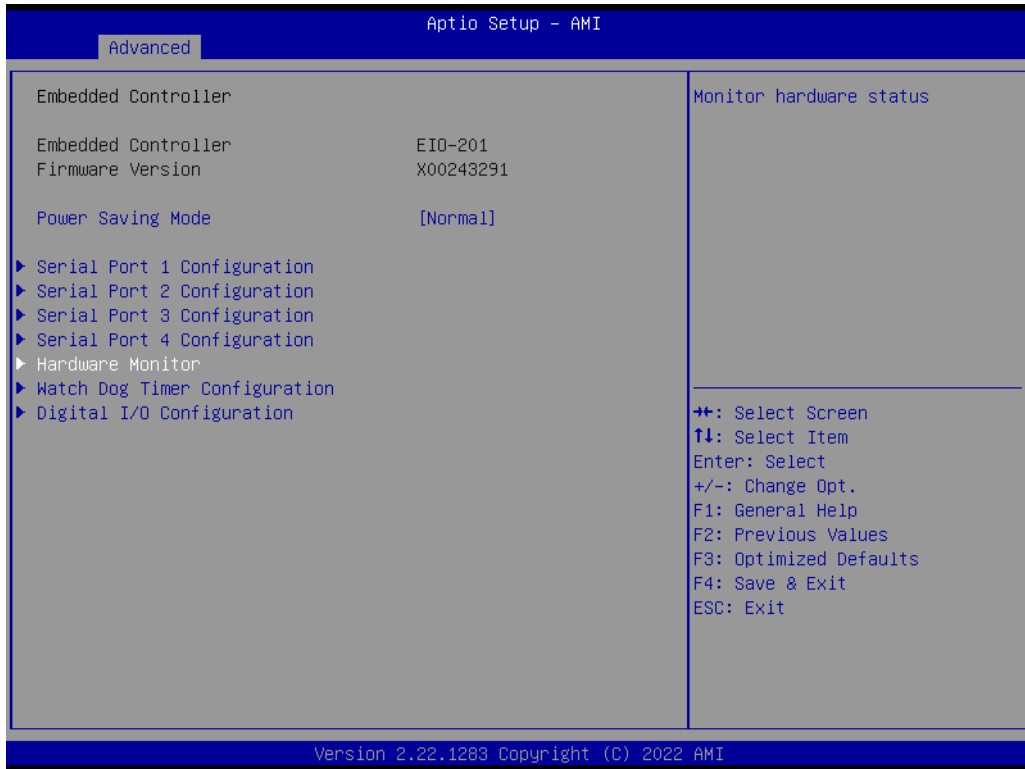 Aptio Setup - AMI
Advanced
Embedded Controller
Embedded Controller EIO-201
Firmware Version X00243291
Power Saving Mode [Normal]
Serial Port 1 Configuration
Serial Port 2 Configuration
Serial Port 3 Configuration
Serial Port 4 Configuration
Hardware Monitor
Watch Dog Timer Configuration
Digital I/O Configuration
Monitor hardware status
→←: Select Screen
↑↓: Select Item
Enter: Select
+/-: Change Opt.
F1: General Help
F2: Previous Values
F3: Optimized Defaults
F4: Save & Exit
ESC: Exit
Version 2.22.1283 Copyright (C) 2022 AMI